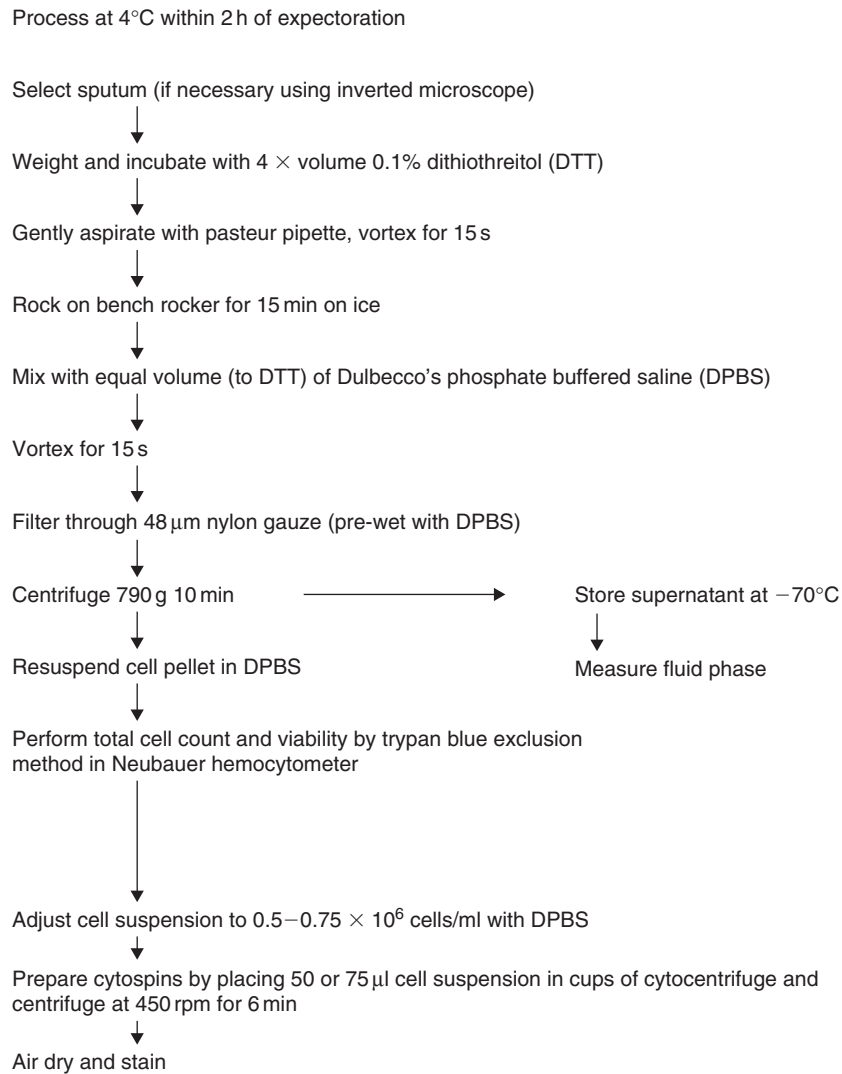 Process at 4°C within 2 h of expectoration
Select sputum (if necessary using inverted microscope)
Weight and incubate with 4 × volume 0.1% dithiothreitol (DTT)
Gently aspirate with pasteur pipette, vortex for 15 s
Rock on bench rocker for 15 min on ice
Mix with equal volume (to DTT) of Dulbecco's phosphate buffered saline (DPBS)
Vortex for 15 s
Filter through 48 μm nylon gauze (pre-wet with DPBS)
Centrifuge 790 g 10 min
Store supernatant at −70°C
Resuspend cell pellet in DPBS
Measure fluid phase
Perform total cell count and viability by trypan blue exclusion
method in Neubauer hemocytometer
Adjust cell suspension to 0.5–0.75 × 10⁶ cells/ml with DPBS
Prepare cytospins by placing 50 or 75 μl cell suspension in cups of cytocentrifuge and
centrifuge at 450 rpm for 6 min
Air dry and stain